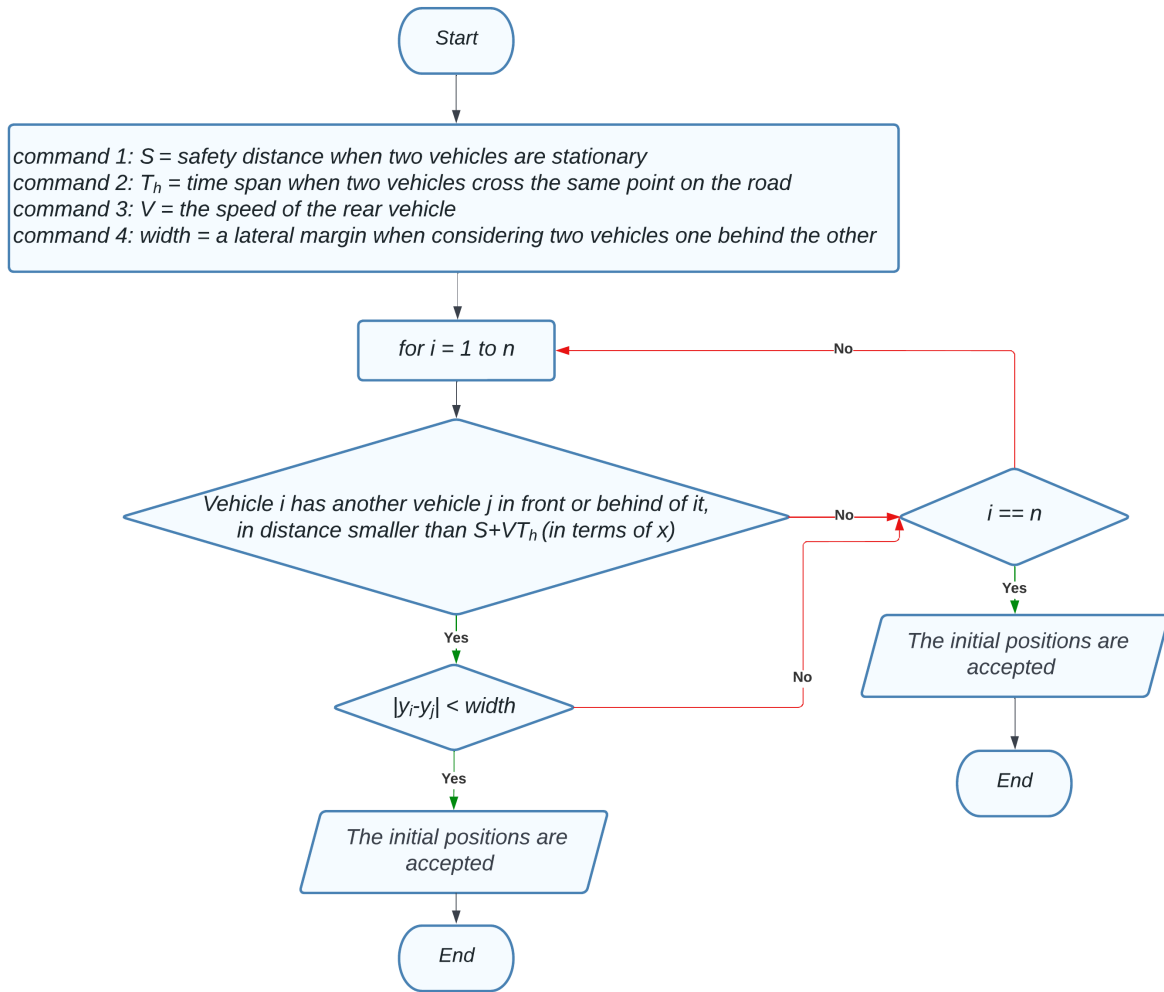 Start
command 1: S = safety distance when two vehicles are stationary
command 2: Tₕ = time span when two vehicles cross the same point on the road
command 3: V = the speed of the rear vehicle
command 4: width = a lateral margin when considering two vehicles one behind the other
for i = 1 to n
No
Vehicle i has another vehicle j in front or behind of it,
in distance smaller than S+VTₕ (in terms of x)
No
i == n
Yes
The initial positions are
accepted
Yes
No
|yᵢ-yⱼ| < width
End
Yes
The initial positions are
accepted
End